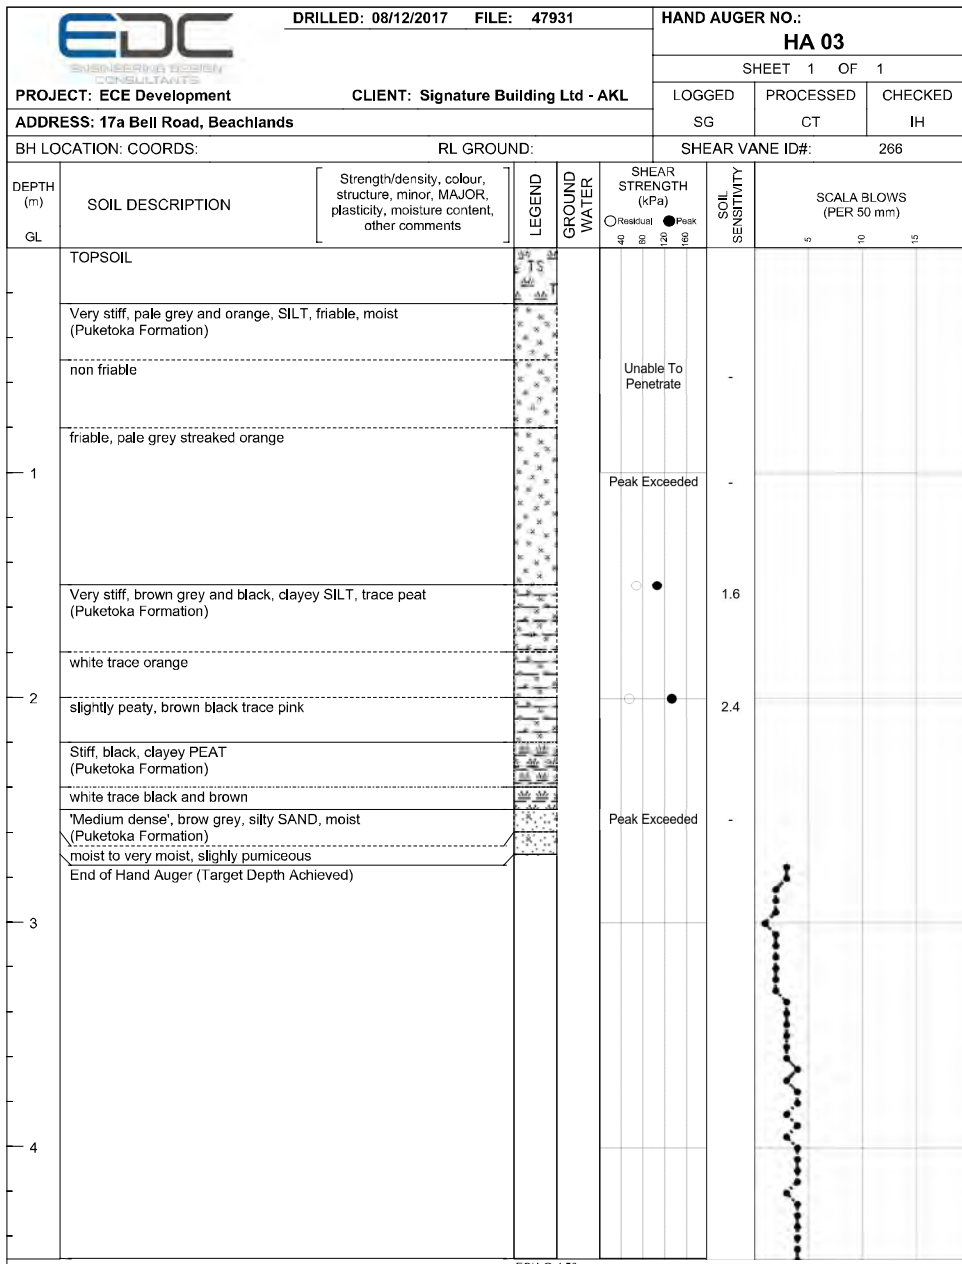 EDC
ENGINEERING DESIGN
CONSULTANTS
DRILLED: 08/12/2017 FILE: 47931
HAND AUGER NO.:
HA 03
SHEET 1 OF 1
PROJECT: ECE Development CLIENT: Signature Building Ltd - AKL
LOGGED PROCESSED CHECKED
ADDRESS: 17a Bell Road, Beachlands
SG CT IH
BH LOCATION: COORDS: RL GROUND:
SHEAR VANE ID#: 266
DEPTH
(m)
GL
SOIL DESCRIPTION
Strength/density, colour,
structure, minor, MAJOR,
plasticity, moisture content,
other comments
LEGEND
GROUND
WATER
SHEAR
STRENGTH
(kPa)
Residual Peak
40 80 120 160
SOIL
SENSITIVITY
SCALA BLOWS
(PER 50 mm)
5 10 15
TOPSOIL
TS
T
Very stiff, pale grey and orange, SILT, friable, moist
(Puketoka Formation)
non friable
Unable To
Penetrate
-
friable, pale grey streaked orange
1
Peak Exceeded -
Very stiff, brown grey and black, clayey SILT, trace peat
(Puketoka Formation)
1.6
white trace orange
2
slightly peaty, brown black trace pink
2.4
Stiff, black, clayey PEAT
(Puketoka Formation)
white trace black and brown
'Medium dense', brow grey, silty SAND, moist
(Puketoka Formation)
Peak Exceeded -
moist to very moist, slighly pumiceous
End of Hand Auger (Target Depth Achieved)
3
4